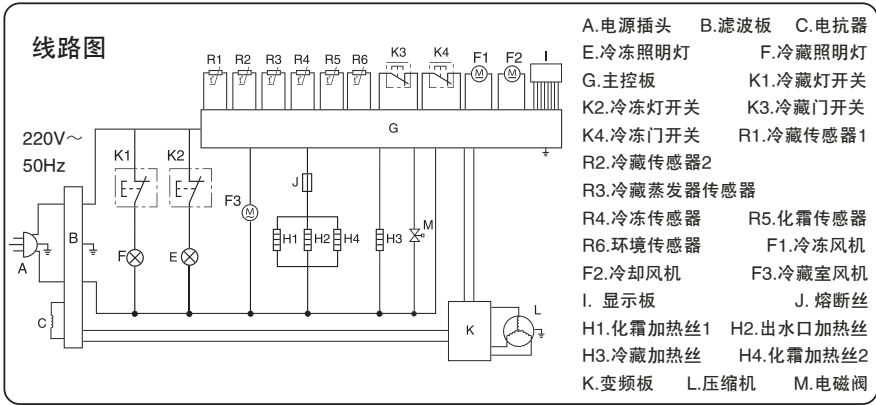 线路图
R1 R2 R3 R4 R5 R6 K3 K4 F1 F2 I
M M
G
220V～
50Hz
K1 K2
J
F3
M
M
A
B
F
E
H1 H2 H4 H3
C
K
L
A.电源插头 B.滤波板 C.电抗器
E.冷冻照明灯 F.冷藏照明灯
G.主控板 K1.冷藏灯开关
K2.冷冻灯开关 K3.冷藏门开关
K4.冷冻门开关 R1.冷藏传感器1
R2.冷藏传感器2
R3.冷藏蒸发器传感器
R4.冷冻传感器 R5.化霜传感器
R6.环境传感器 F1.冷冻风机
F2.冷却风机 F3.冷藏室风机
I. 显示板 J. 熔断丝
H1.化霜加热丝1 H2.出水口加热丝
H3.冷藏加热丝 H4.化霜加热丝2
K.变频板 L.压缩机 M.电磁阀